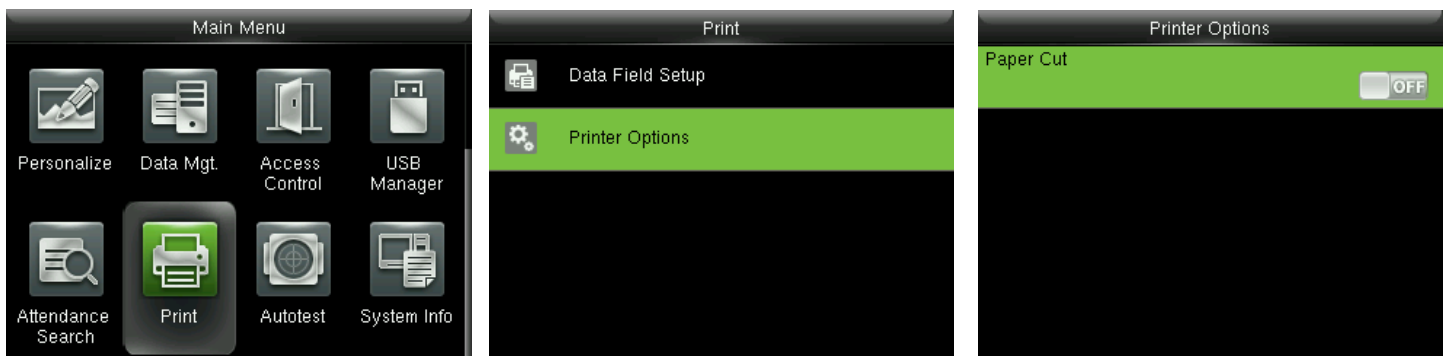 Main Menu
Personalize
Data Mgt.
Access
Control
USB
Manager
Attendance
Search
Print
Autotest
System Info
Print
Data Field Setup
Printer Options
Printer Options
Paper Cut
OFF